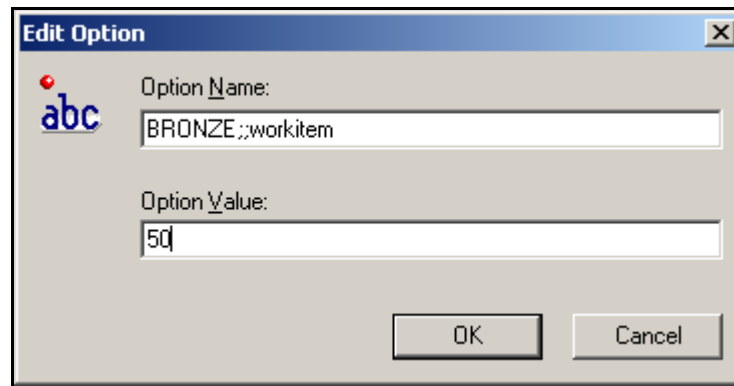 Edit Option
abc
Option Name:
BRONZE;;workitem
Option Value:
50
OK Cancel